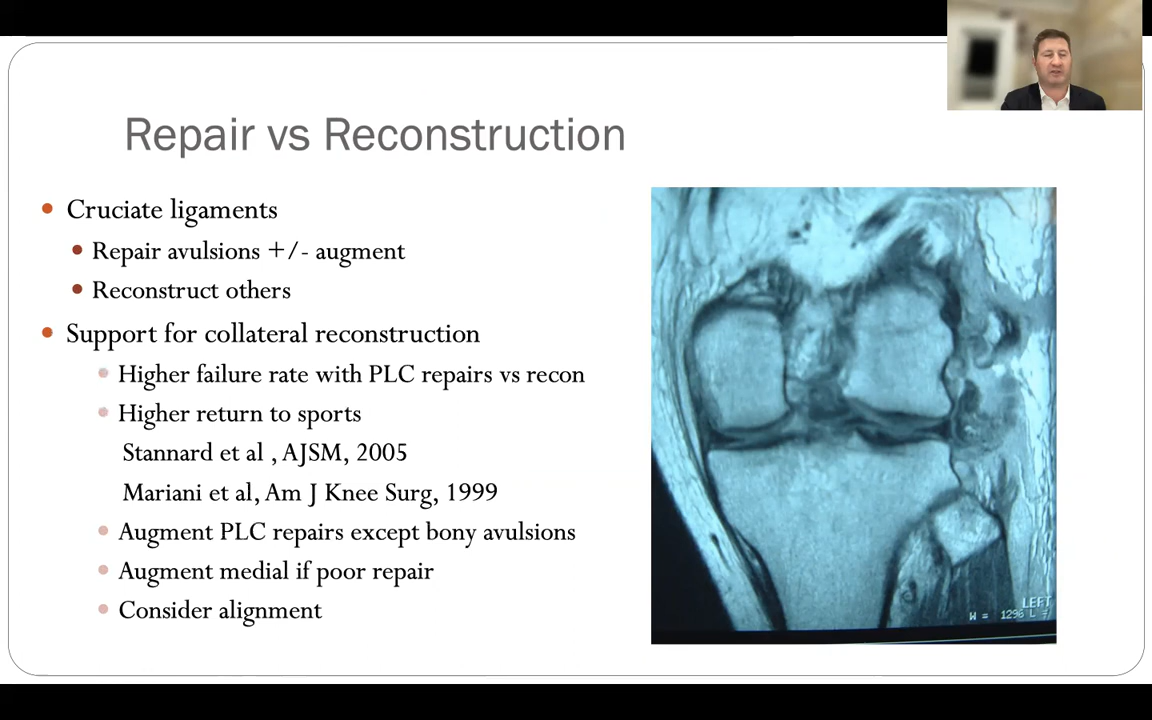 Repair vs Reconstruction
Cruciate ligaments
Repair avulsions +/- augment
Reconstruct others
Support for collateral reconstruction
Higher failure rate with PLC repairs vs recon
Higher return to sports
Stannard et al , AJSM, 2005
Mariani et al, Am J Knee Surg, 1999
Augment PLC repairs except bony avulsions
Augment medial if poor repair
Consider alignment
LEFT
W = 1296 L =